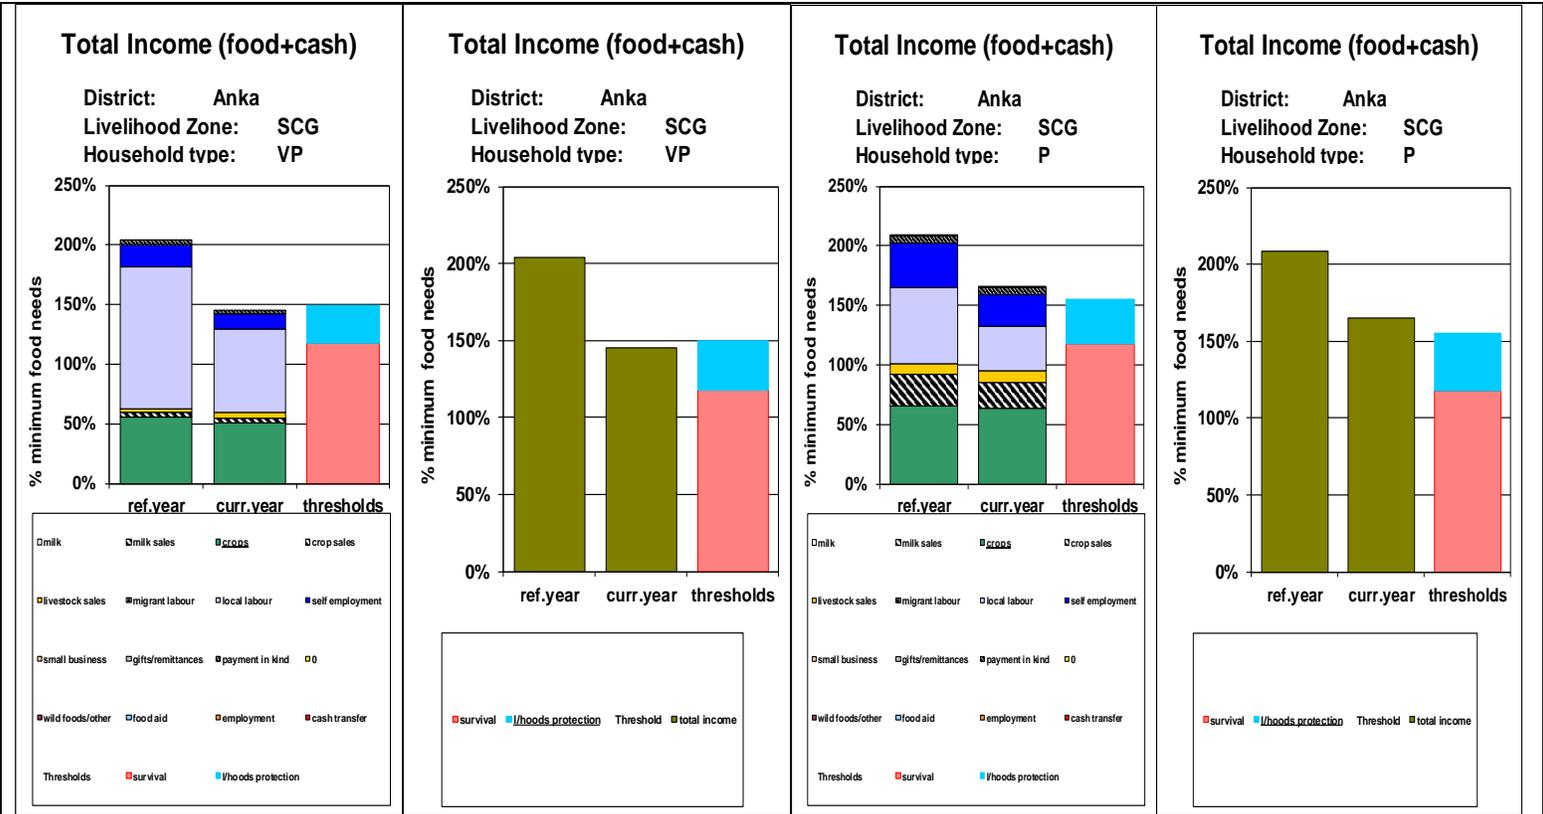 Total Income (food+cash)
District: Anka
Livelihood Zone: SCG
Household type: VP
250%
200%
150%
100%
50%
0%
% minimum food needs
ref.year curr.year thresholds
milk milk sales crops crop sales
livestock sales migrant labour local labour self employment
small business gifts/remittances payment in kind 0
wild foods/other food aid employment cash transfer
Thresholds survival l/hoods protection
Total Income (food+cash)
District: Anka
Livelihood Zone: SCG
Household type: VP
250%
200%
150%
100%
50%
0%
% minimum food needs
ref.year curr.year thresholds
survival l/hoods protection Threshold total income
Total Income (food+cash)
District: Anka
Livelihood Zone: SCG
Household type: P
250%
200%
150%
100%
50%
0%
% minimum food needs
ref.year curr.year thresholds
milk milk sales crops crop sales
livestock sales migrant labour local labour self employment
small business gifts/remittances payment in kind 0
wild foods/other food aid employment cash transfer
Thresholds survival l/hoods protection
Total Income (food+cash)
District: Anka
Livelihood Zone: SCG
Household type: P
250%
200%
150%
100%
50%
0%
% minimum food needs
ref.year curr.year thresholds
survival l/hoods protection Threshold total income